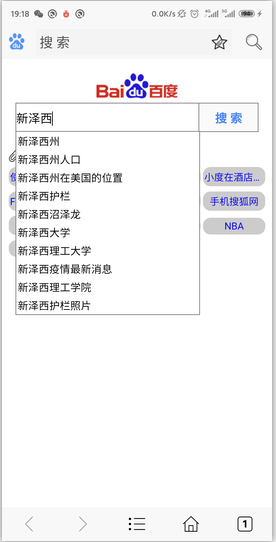 19:18
0.0K/s
搜 索
Bai du 百度
新泽西
搜 索
新泽西州
新泽西州人口
新泽西州在美国的位置
小度在酒店...
新泽西护栏
手机搜狐网
新泽西沼泽龙
新泽西大学
NBA
新泽西理工大学
新泽西疫情最新消息
新泽西理工学院
新泽西护栏照片
1